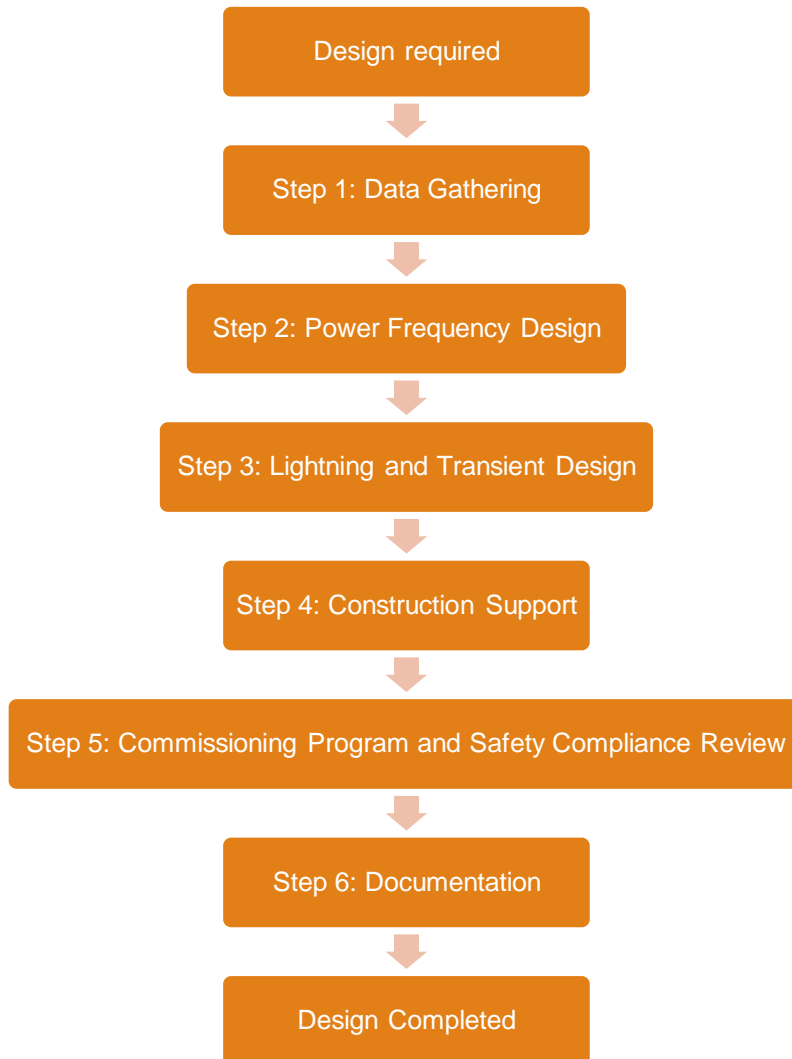 Design required
Step 1: Data Gathering
Step 2: Power Frequency Design
Step 3: Lightning and Transient Design
Step 4: Construction Support
Step 5: Commissioning Program and Safety Compliance Review
Step 6: Documentation
Design Completed